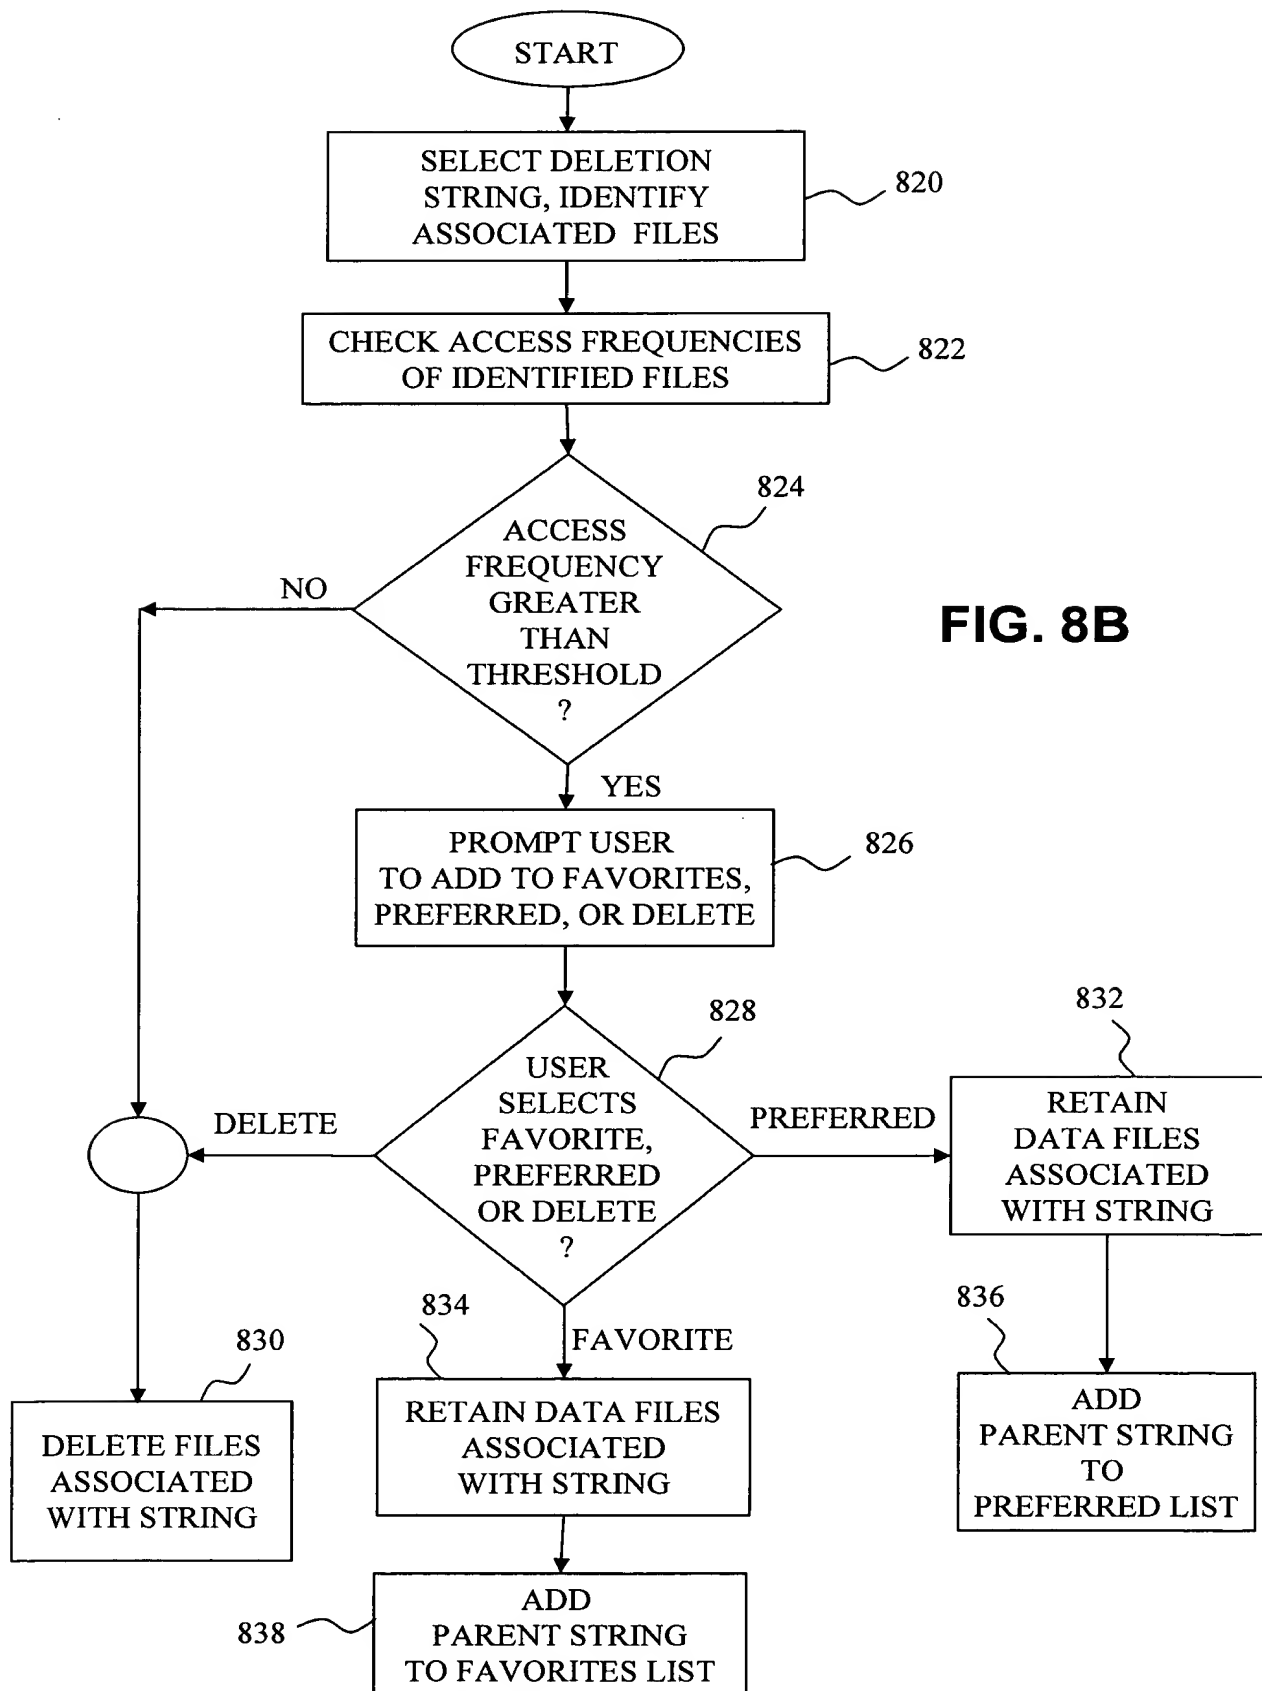 START
SELECT DELETION
STRING, IDENTIFY
ASSOCIATED FILES
820
CHECK ACCESS FREQUENCIES
OF IDENTIFIED FILES
822
824
ACCESS
FREQUENCY
GREATER
THAN
THRESHOLD
?
NO
FIG. 8B
YES
PROMPT USER
TO ADD TO FAVORITES,
PREFERRED, OR DELETE
826
828
USER
SELECTS
FAVORITE,
PREFERRED
OR DELETE
?
DELETE
PREFERRED
832
RETAIN
DATA FILES
ASSOCIATED
WITH STRING
834
FAVORITE
836
830
DELETE FILES
ASSOCIATED
WITH STRING
RETAIN DATA FILES
ASSOCIATED
WITH STRING
ADD
PARENT STRING
TO
PREFERRED LIST
838
ADD
PARENT STRING
TO FAVORITES LIST